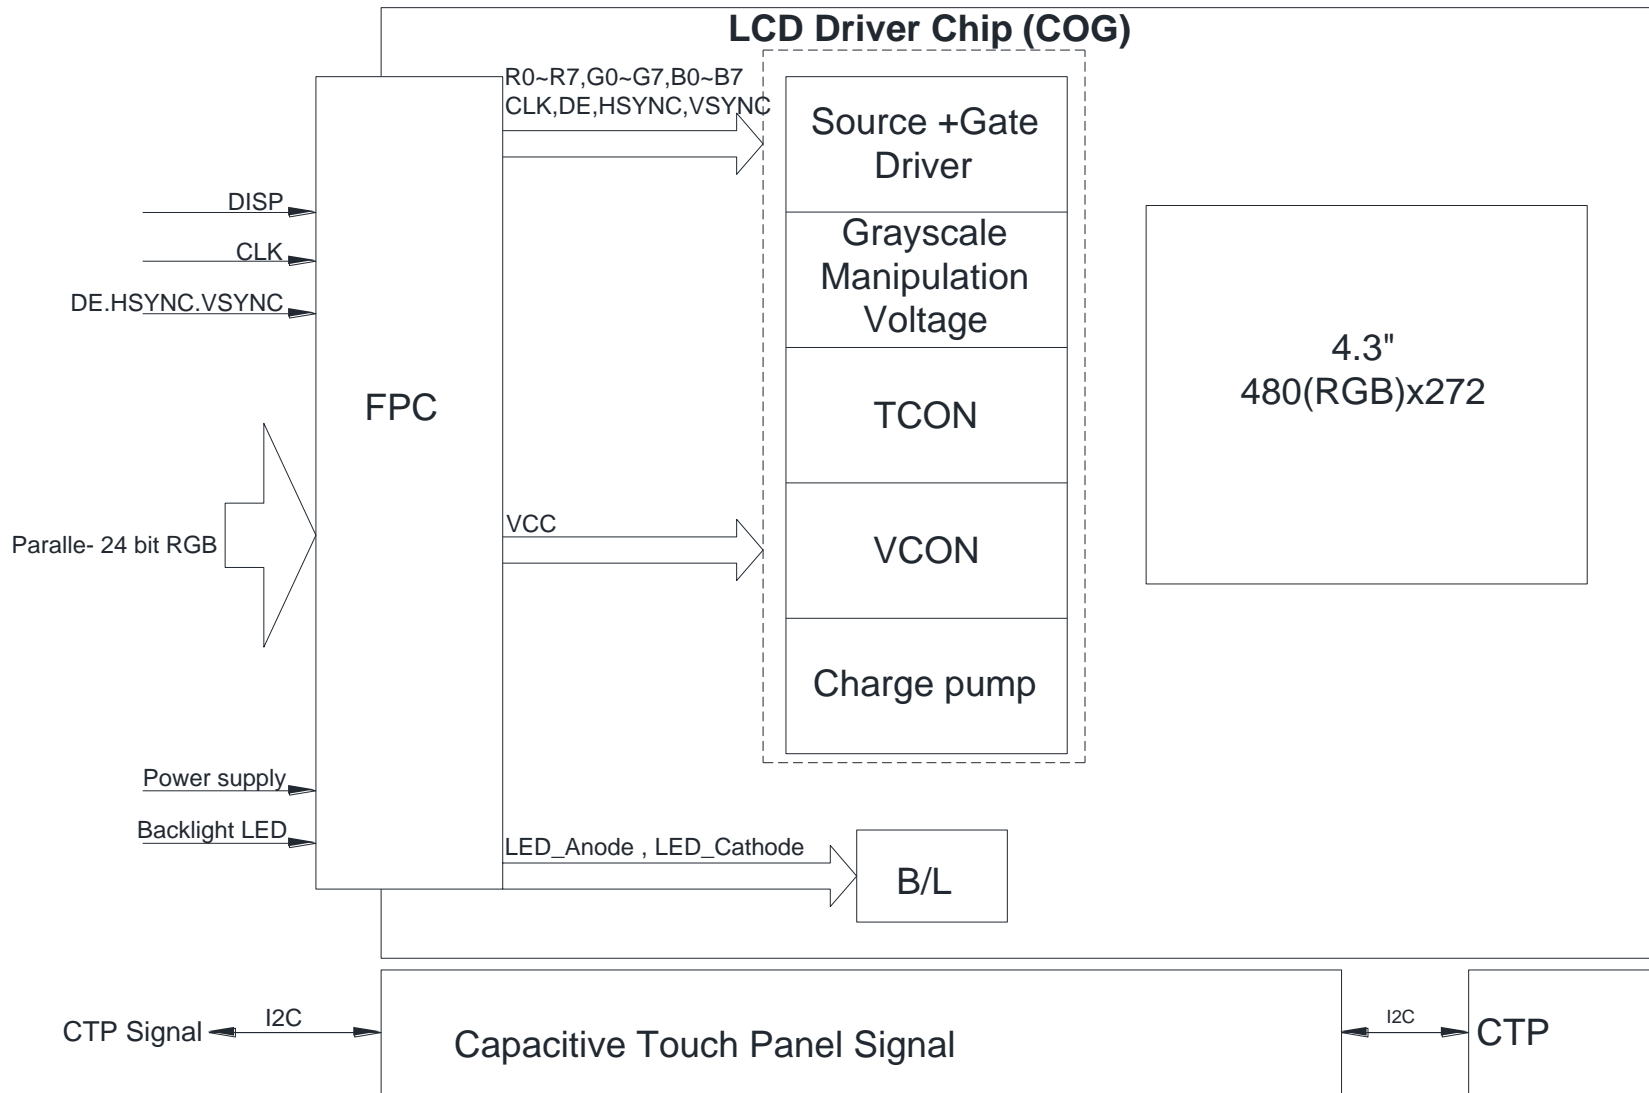 LCD Driver Chip (COG)
R0~R7,G0~G7,B0~B7
CLK,DE,HSYNC,VSYNC
Source +Gate
Driver
DISP
CLK
DE.HSYNC.VSYNC
Grayscale
Manipulation
Voltage
4.3"
480(RGB)x272
FPC
TCON
Paralle- 24 bit RGB
VCC
VCON
Charge pump
Power supply
Backlight LED
LED_Anode , LED_Cathode
B/L
CTP Signal
I2C
Capacitive Touch Panel Signal
I2C
CTP